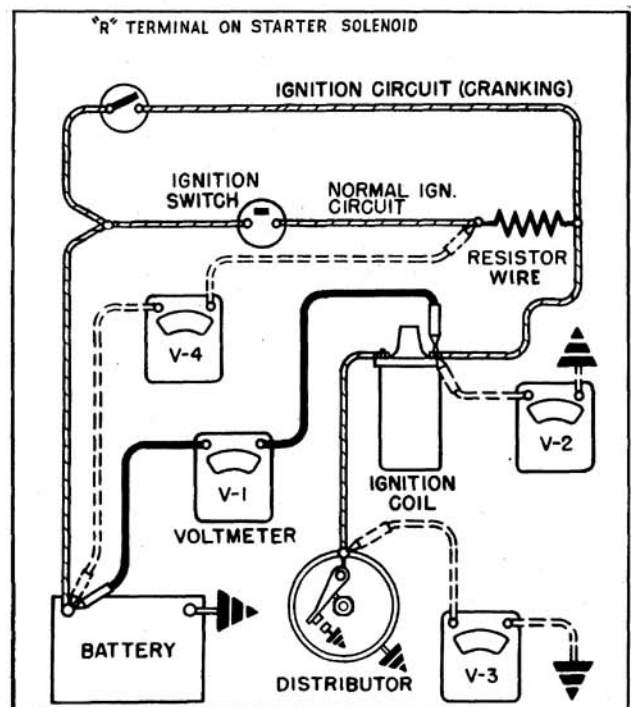 "R" TERMINAL ON STARTER SOLENOID
IGNITION CIRCUIT (CRANKING)
IGNITION
SWITCH
NORMAL IGN.
CIRCUIT
RESISTOR
WIRE
V-4
V-2
V-1
VOLTMETER
IGNITION
COIL
BATTERY
DISTRIBUTOR
V-3